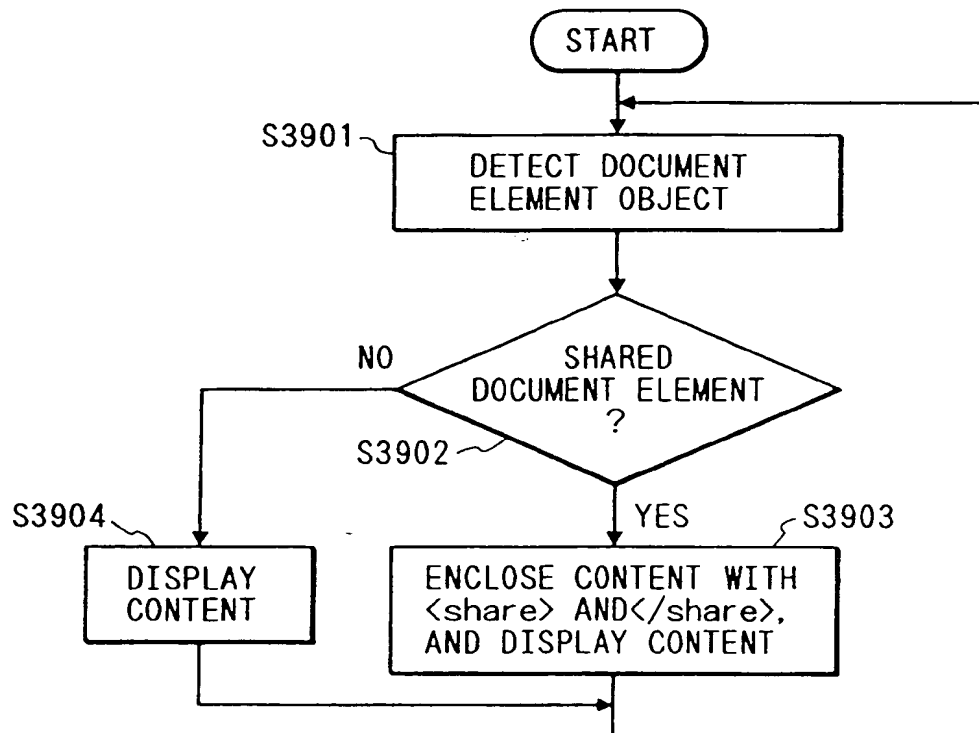 START
S3901
DETECT DOCUMENT
ELEMENT OBJECT
NO
SHARED
DOCUMENT ELEMENT
?
S3902
YES
S3904
S3903
DISPLAY
CONTENT
ENCLOSE CONTENT WITH
<share> AND</share>,
AND DISPLAY CONTENT